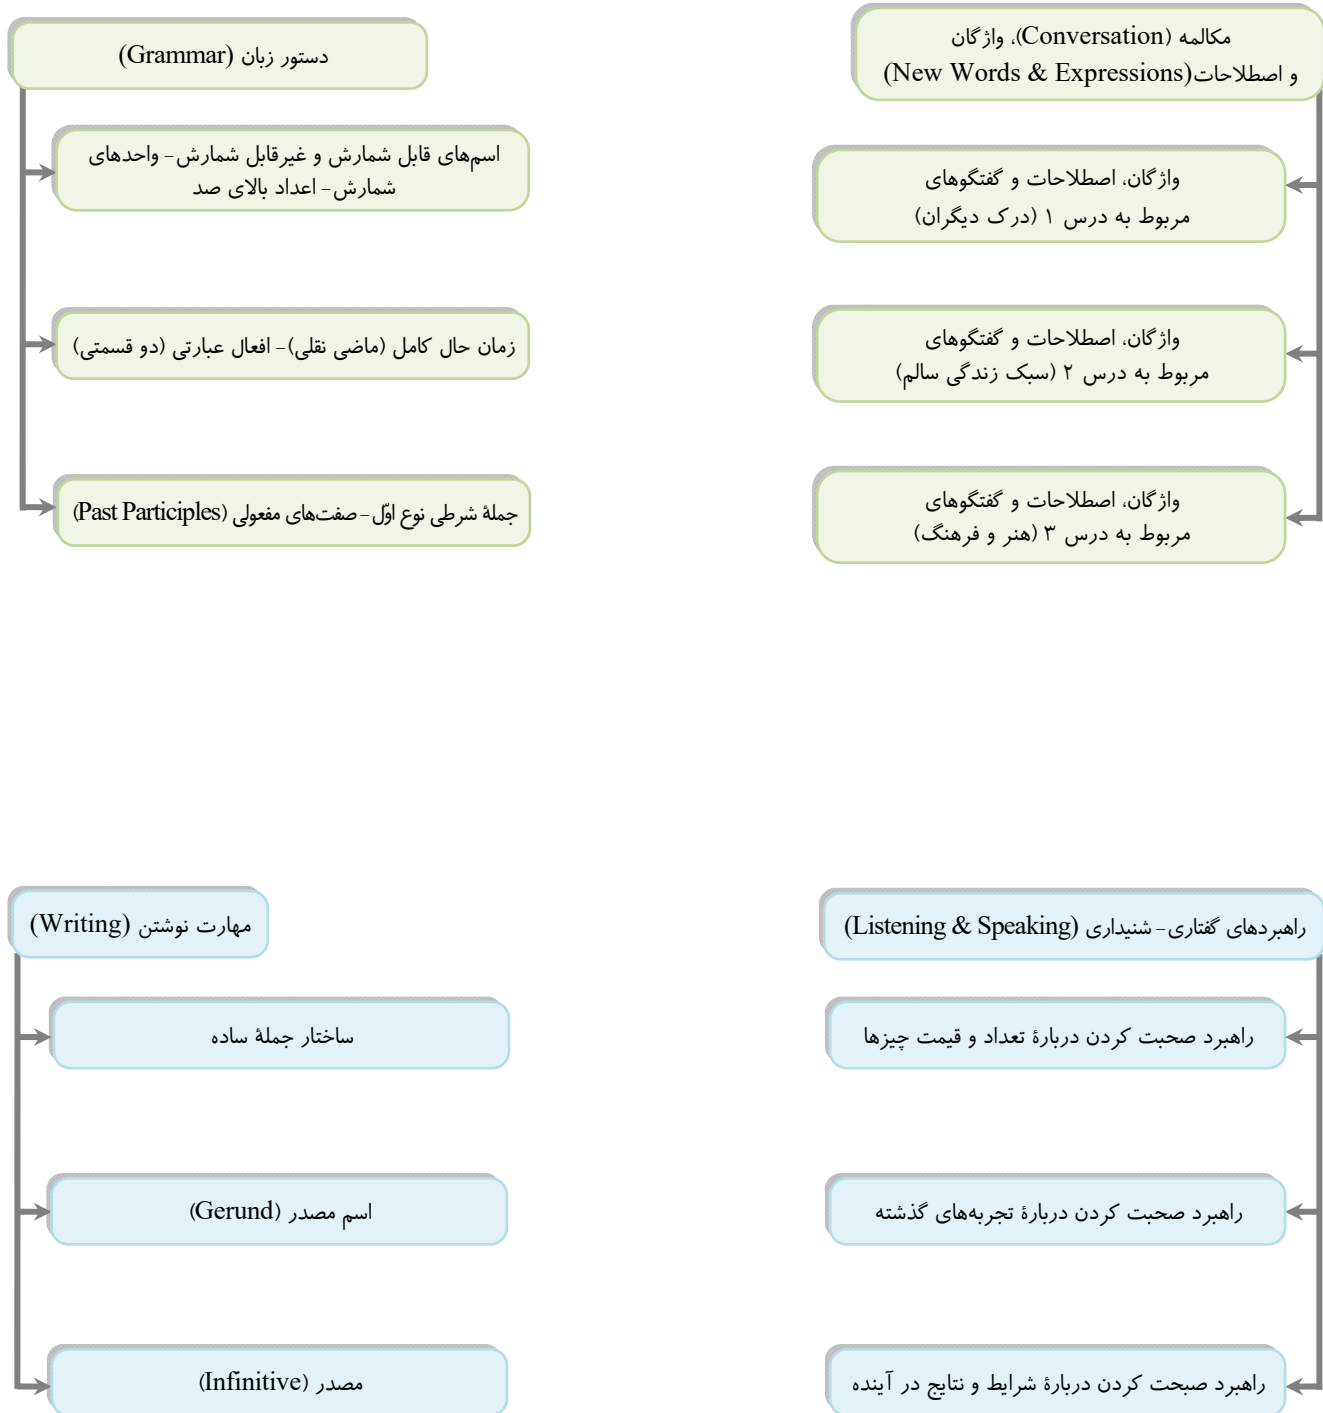 مکالمه (Conversation)، واژگان
و اصطلاحات(New Words & Expressions)
واژگان، اصطلاحات و گفتگوهای
مربوط به درس ۱ (درک دیگران)
واژگان، اصطلاحات و گفتگوهای
مربوط به درس ۲ (سبک زندگی سالم)
واژگان، اصطلاحات و گفتگوهای
مربوط به درس ۳ (هنر و فرهنگ)
دستور زبان (Grammar)
اسم‌های قابل شمارش و غیرقابل شمارش- واحدهای
شمارش- اعداد بالای صد
زمان حال کامل (ماضی نقلی)- افعال عبارتی (دو قسمتی)
جملهٔ شرطی نوع اوّل- صفت‌های مفعولی (Past Participles)
راهبردهای گفتاری- شنیداری (Listening & Speaking)
راهبرد صحبت کردن دربارهٔ تعداد و قیمت چیزها
راهبرد صحبت کردن دربارهٔ تجربه‌های گذشته
راهبرد صبحت کردن دربارهٔ شرایط و نتایج در آینده
مهارت نوشتن (Writing)
ساختار جملهٔ ساده
اسم مصدر (Gerund)
مصدر (Infinitive)